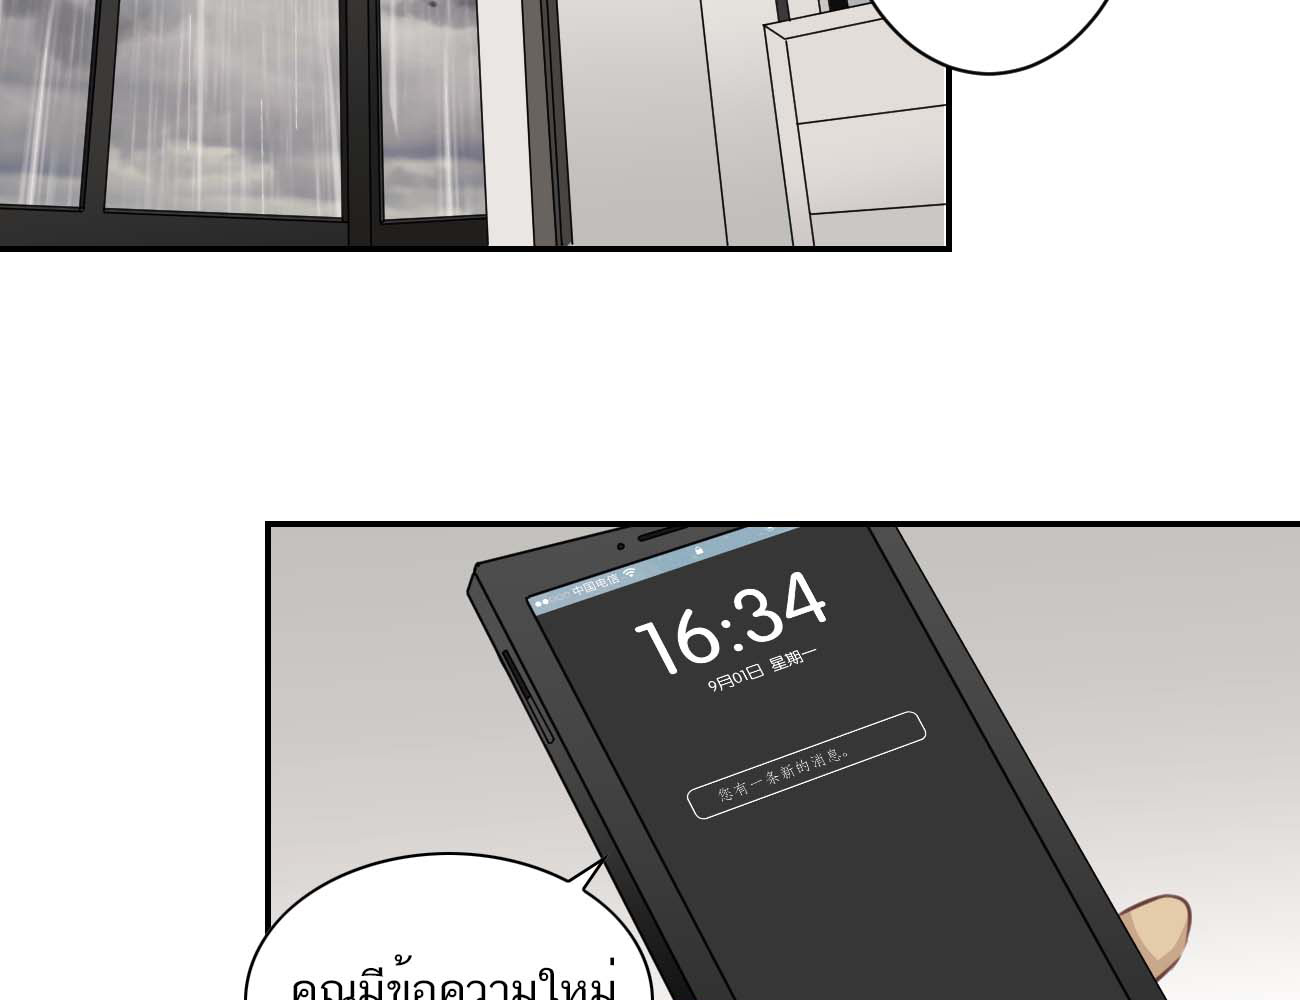 中国电信
16:34
9月01日 星期一
您有一条新的消息。
คุณมีข้อความใหม่